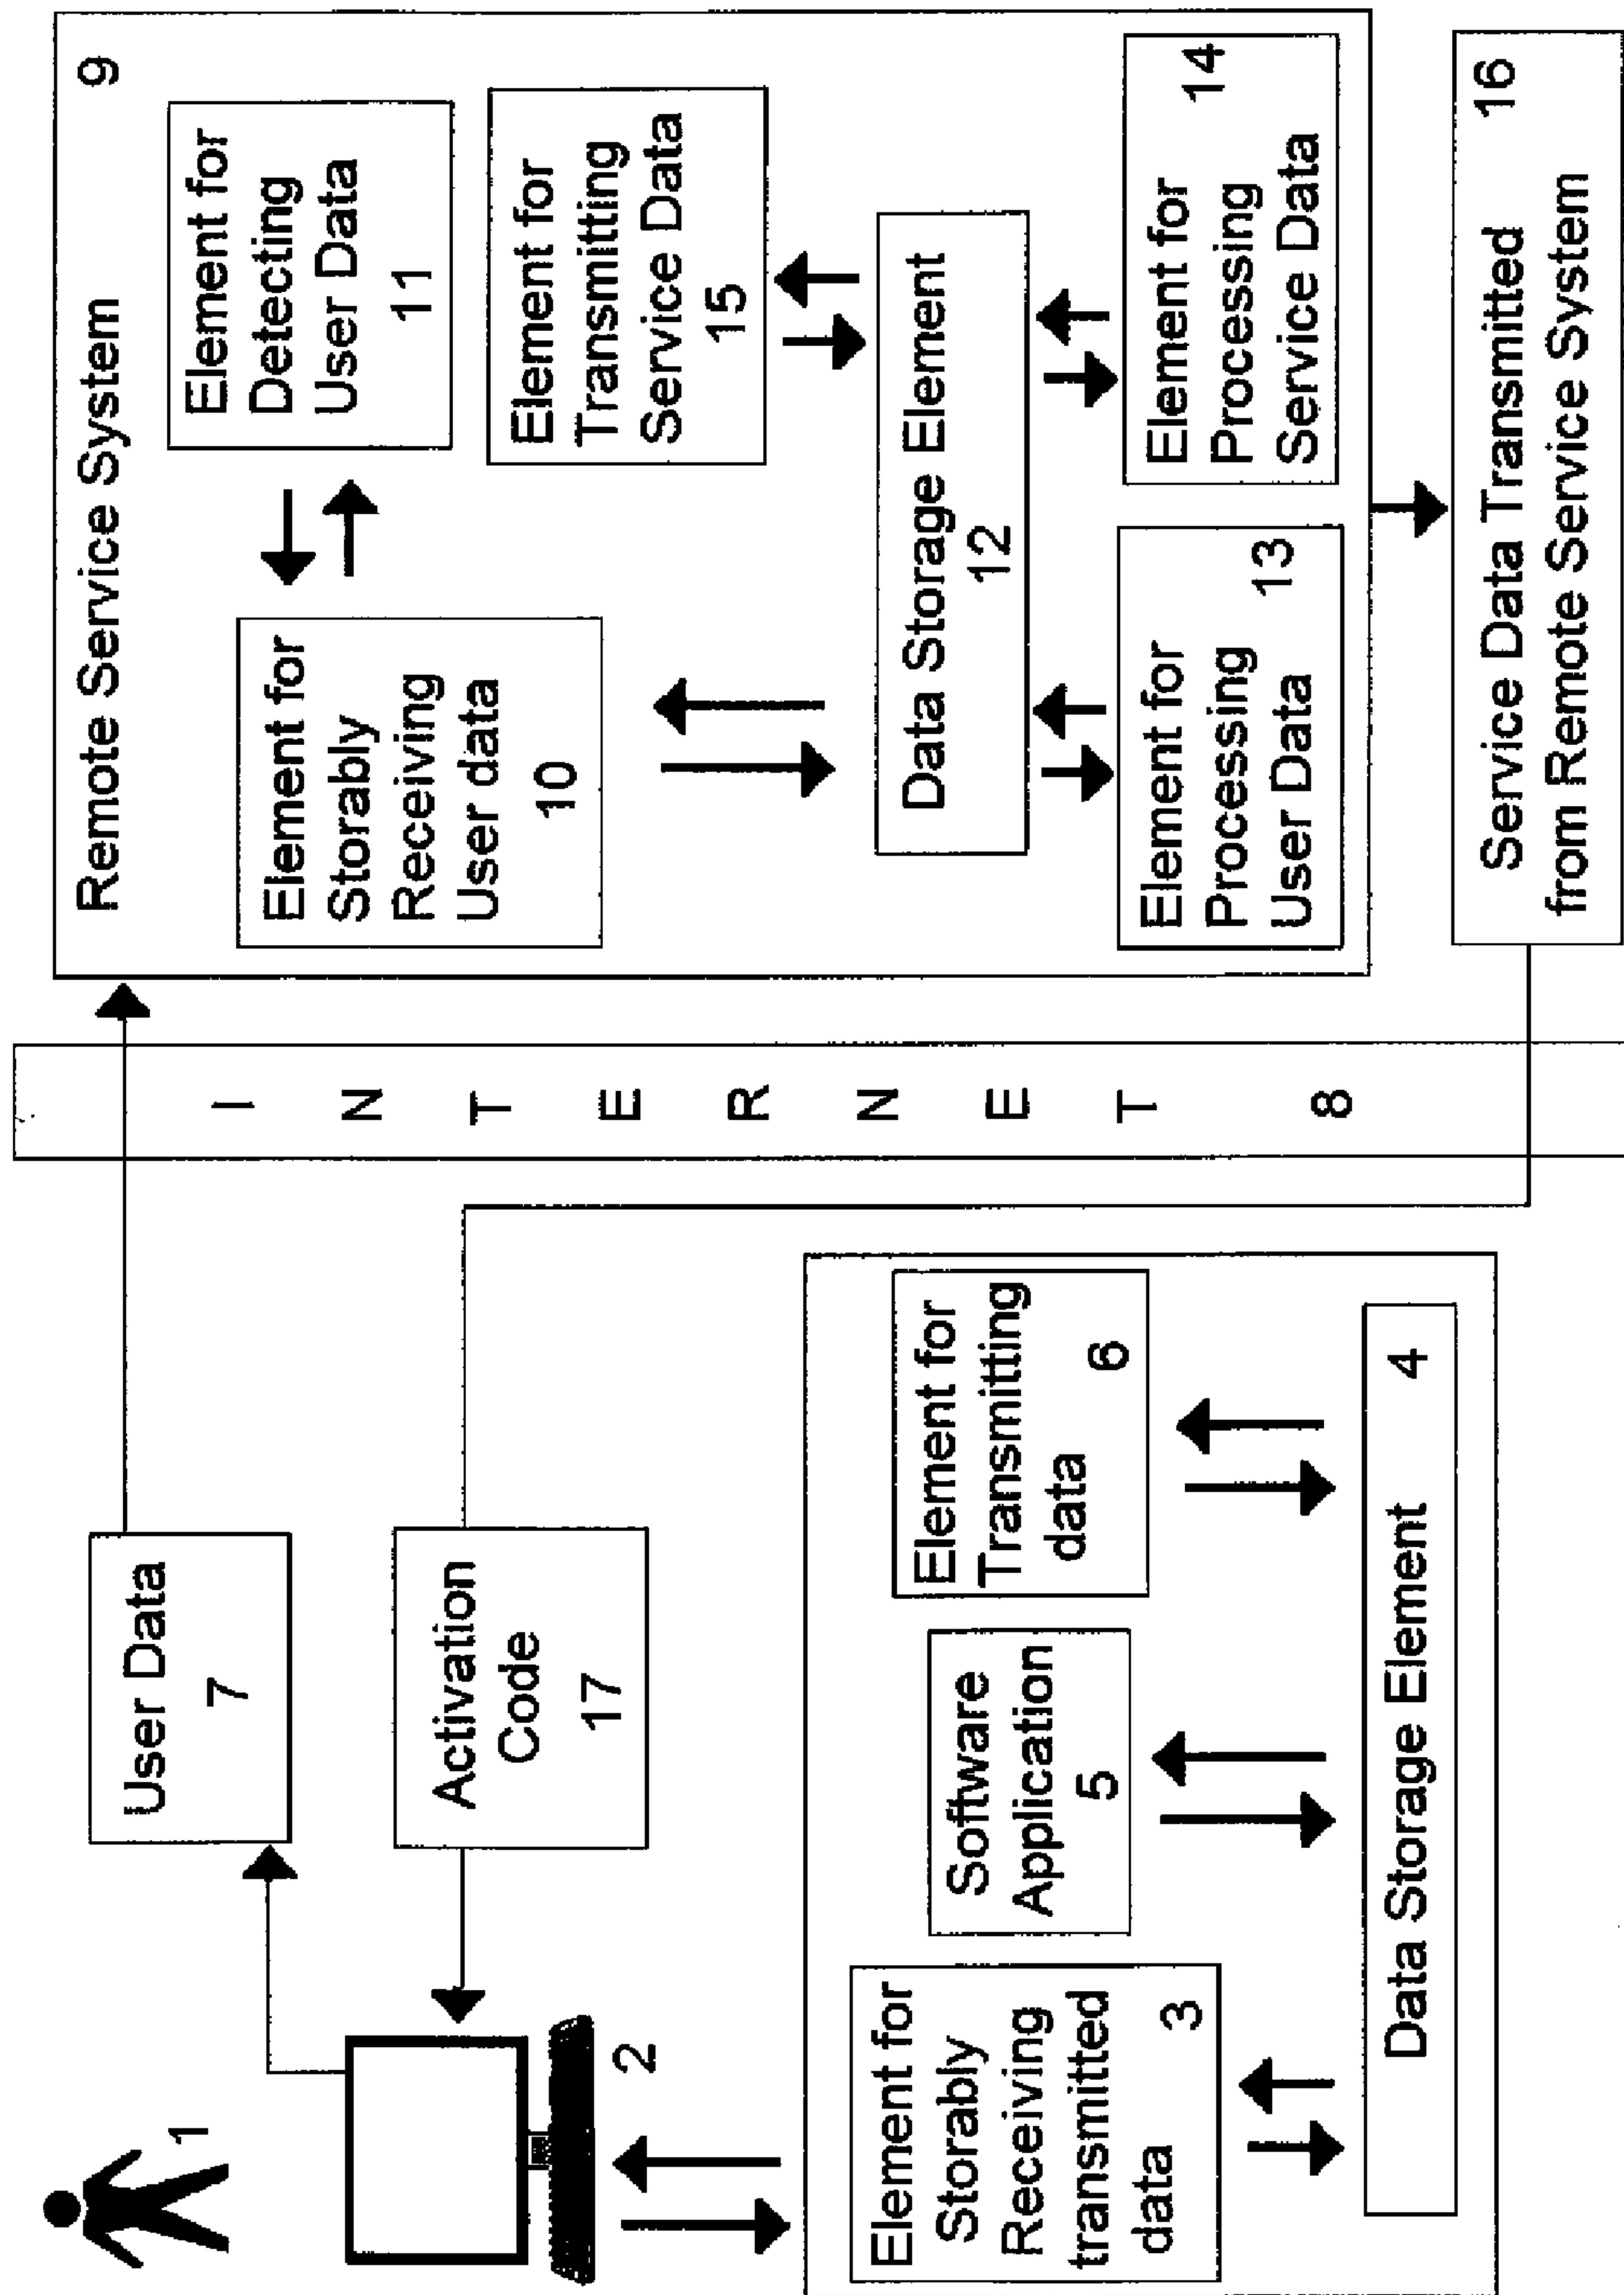 1
2
User Data
7
Activation
Code
17
Element for
Storably
Receiving
transmitted
data
3
Software
Application
5
Element for
Transmitting
data
6
Data Storage Element 4
I N T E R N E T 8
Remote Service System 9
Element for
Storably
Receiving
User data
10
Element for
Detecting
User Data
11
Element for
Transmitting
Service Data
15
Data Storage Element
12
Element for
Processing
User Data 13
Element for
Processing 14
Service Data
Service Data Transmitted 16
from Remote Service System